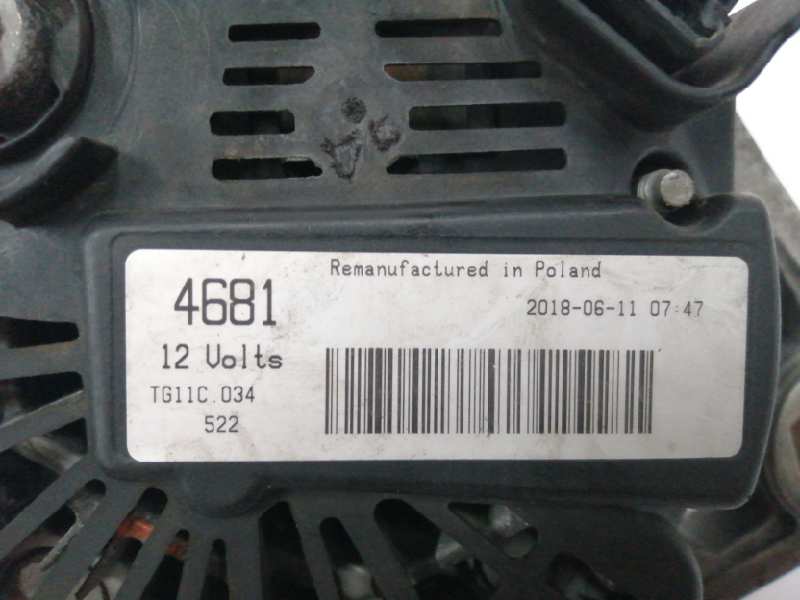 Remanufactured in Poland
4681
2018-06-11 07:47
12 Volts
TG11C.034
522